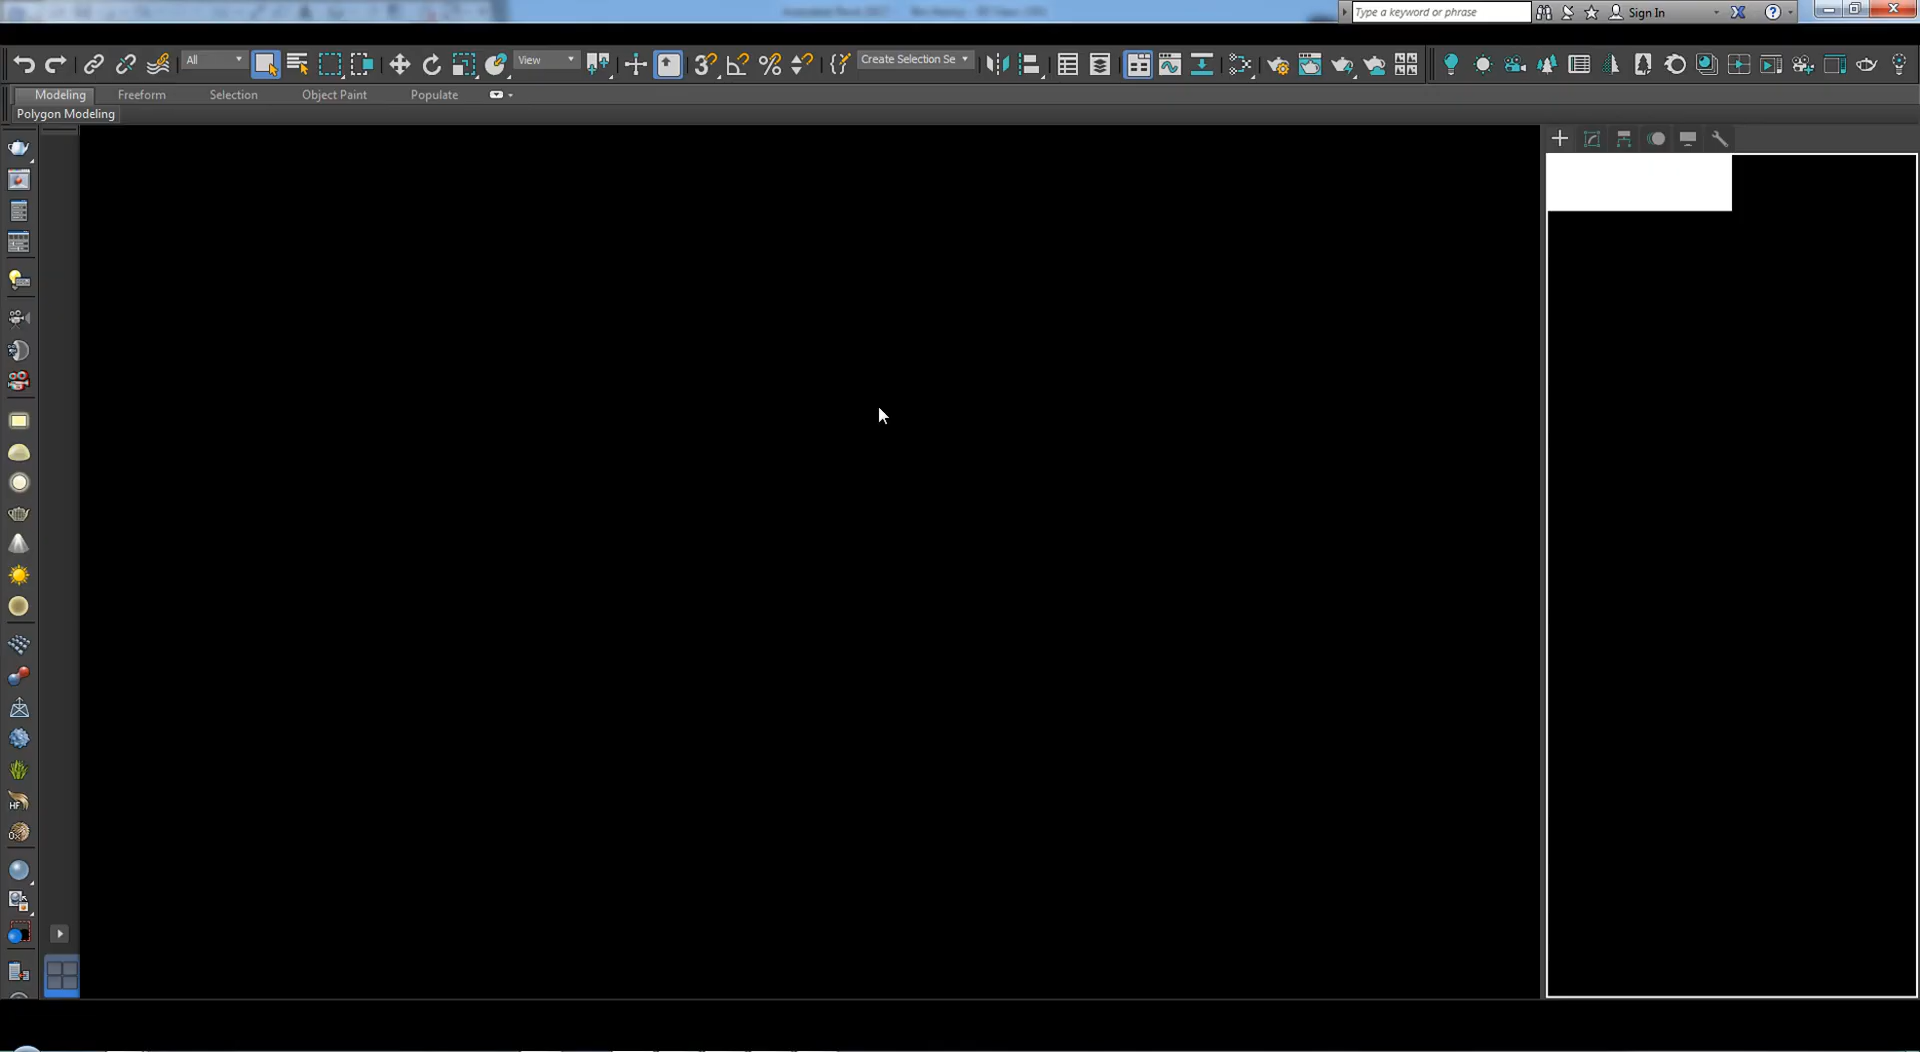 Type a keyword or phrase
Sign In
All
View
Create Selection Se
Modeling
Freeform
Selection
Object Paint
Populate
Polygon Modeling